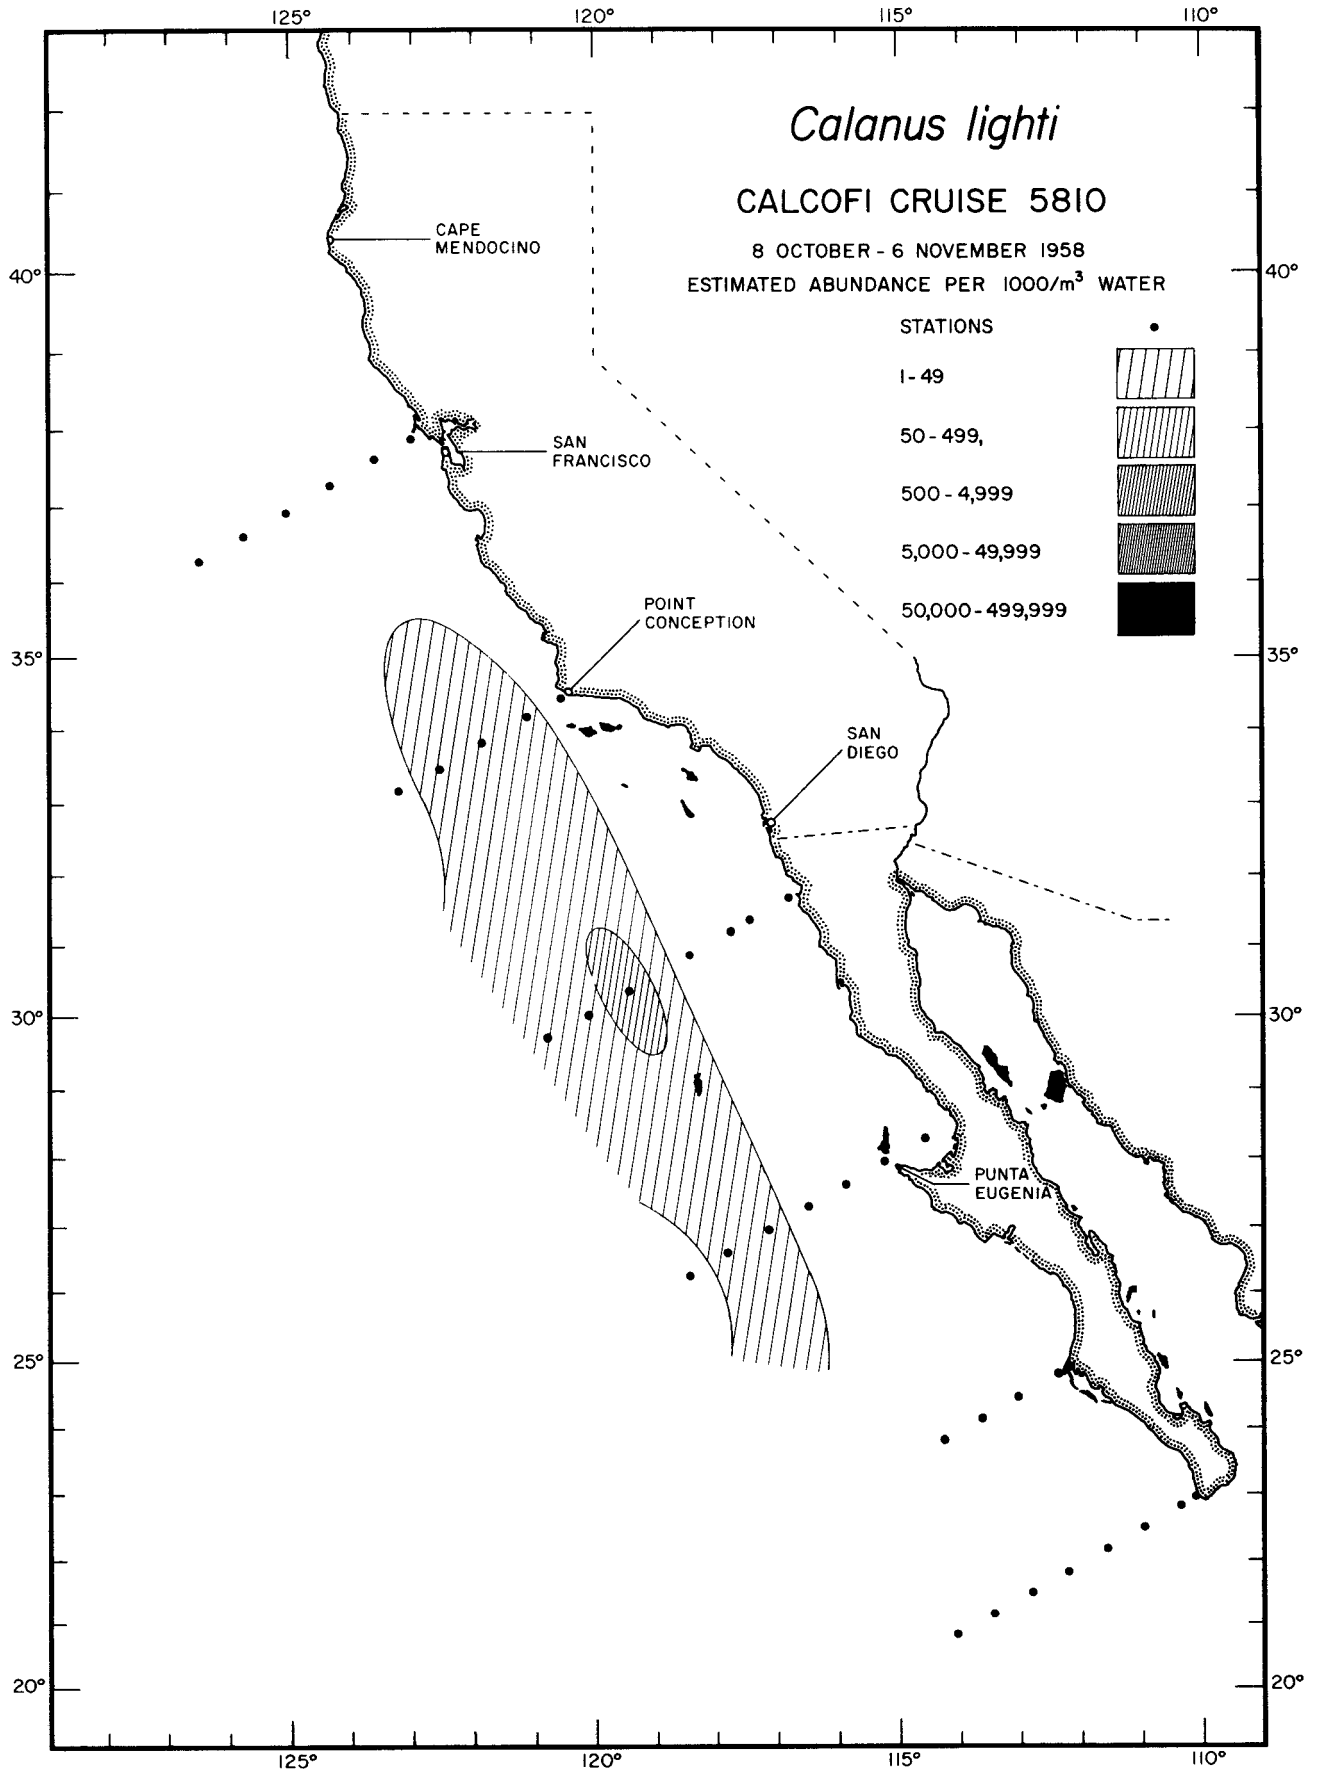 125° 120° 115° 110°
Calanus lighti
CALCOFI CRUISE 5810
8 OCTOBER - 6 NOVEMBER 1958
ESTIMATED ABUNDANCE PER 1000/m³ WATER
STATIONS
1-49
50-499,
500-4,999
5,000-49,999
50,000-499,999
CAPE
MENDOCINO
40° 40°
SAN
FRANCISCO
POINT
CONCEPTION
35° 35°
SAN
DIEGO
30° 30°
PUNTA
EUGENIA
25° 25°
20° 20°
125° 120° 115° 110°